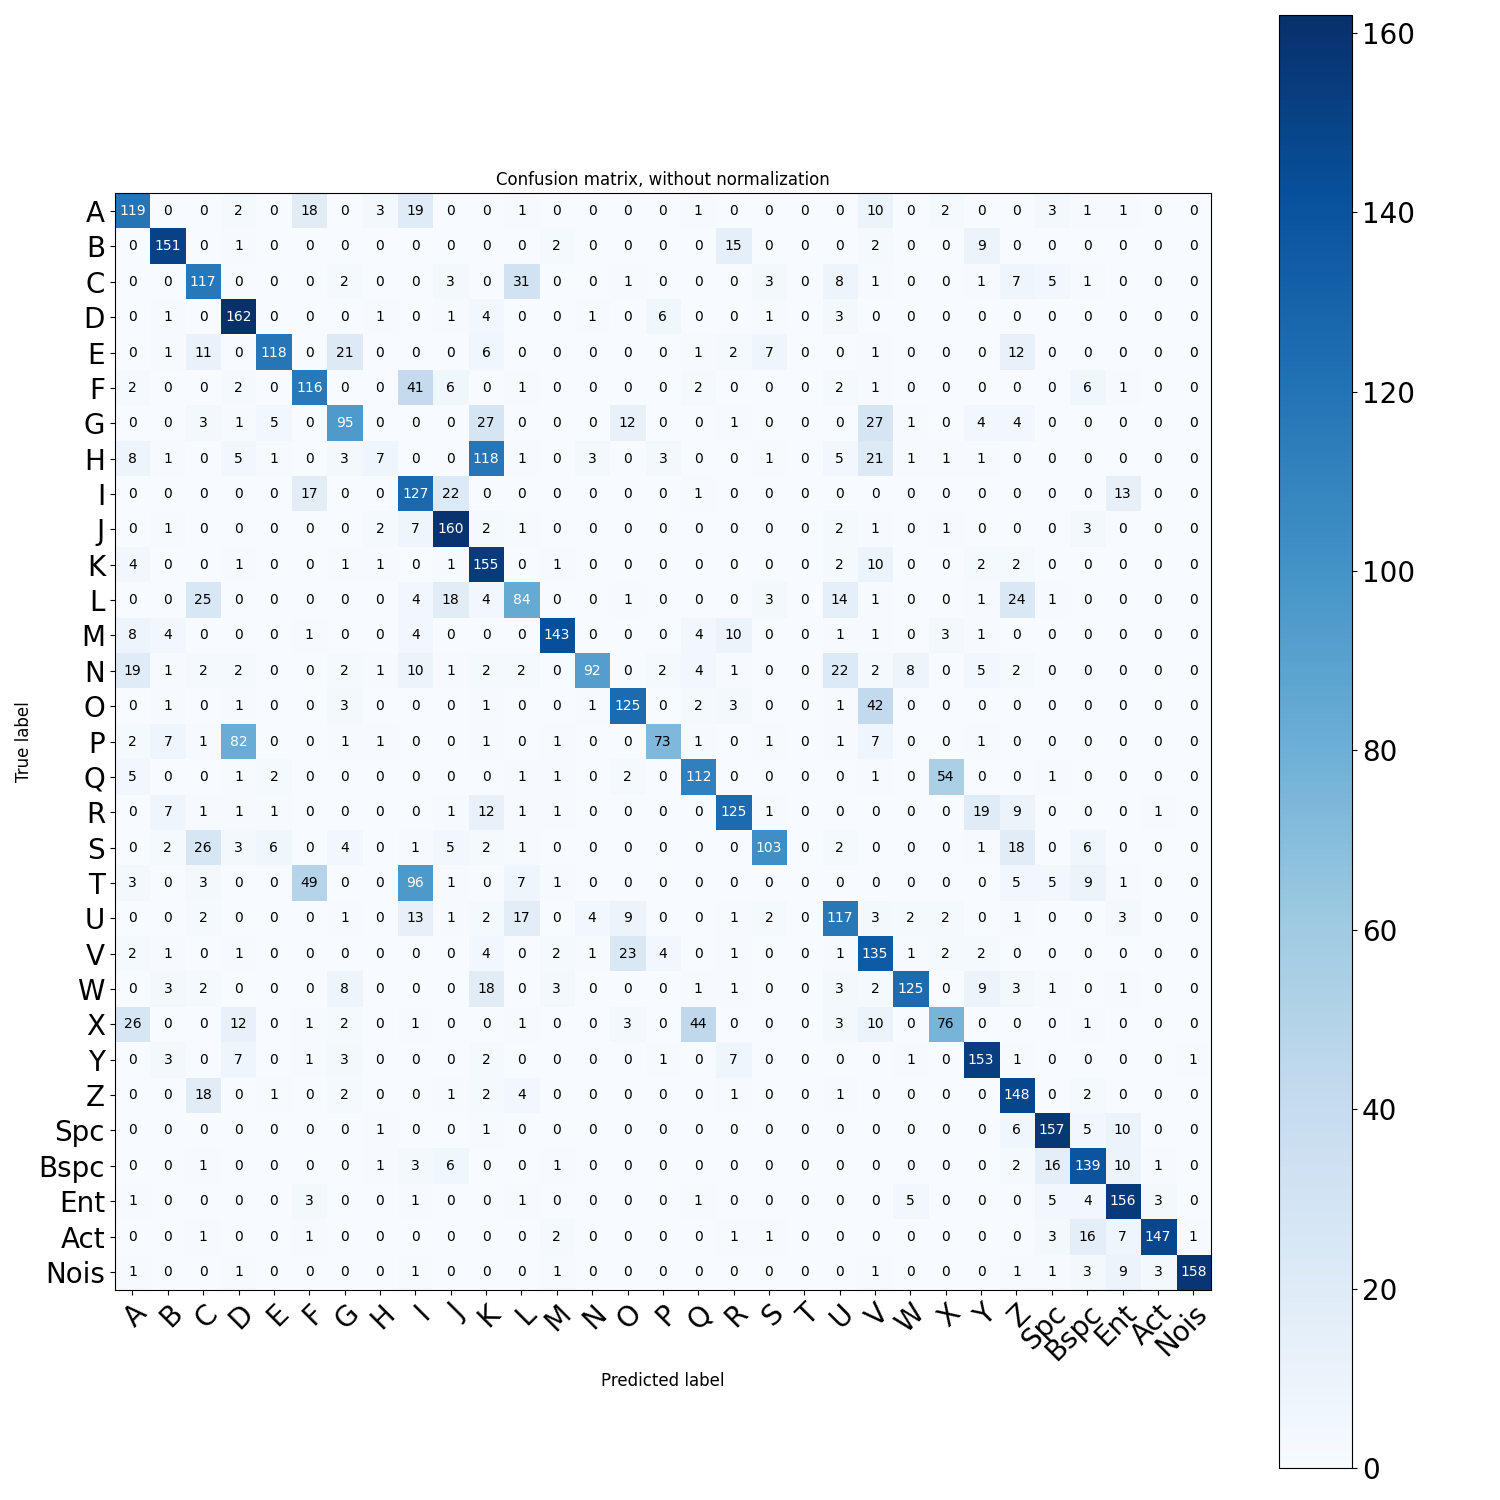 Confusion matrix, without normalization
A 119 0 0 2 0 18 0 3 19 0 0 1 0 0 0 0 1 0 0 0 0 10 0 2 0 0 3 1 1 0 0
B 0 151 0 1 0 0 0 0 0 0 0 0 2 0 0 0 0 15 0 0 0 2 0 0 9 0 0 0 0 0 0
C 0 0 117 0 0 0 2 0 0 3 0 31 0 0 1 0 0 0 3 0 8 1 0 0 1 7 5 1 0 0 0
D 0 1 0 162 0 0 0 1 0 1 4 0 0 1 0 6 0 0 1 0 3 0 0 0 0 0 0 0 0 0 0
E 0 1 11 0 118 0 21 0 0 0 6 0 0 0 0 0 1 2 7 0 0 1 0 0 0 12 0 0 0 0 0
F 2 0 0 2 0 116 0 0 41 6 0 1 0 0 0 0 2 0 0 0 2 1 0 0 0 0 0 6 1 0 0
G 0 0 3 1 5 0 95 0 0 0 27 0 0 0 12 0 0 1 0 0 0 27 1 0 4 4 0 0 0 0 0
H 8 1 0 5 1 0 3 7 0 0 118 1 0 3 0 3 0 0 1 0 5 21 1 1 1 0 0 0 0 0 0
I 0 0 0 0 0 17 0 0 127 22 0 0 0 0 0 0 1 0 0 0 0 0 0 0 0 0 0 0 13 0 0
J 0 1 0 0 0 0 0 2 7 160 2 1 0 0 0 0 0 0 0 0 2 1 0 1 0 0 0 3 0 0 0
K 4 0 0 1 0 0 1 1 0 1 155 0 1 0 0 0 0 0 0 0 2 10 0 0 2 2 0 0 0 0 0
L 0 0 25 0 0 0 0 0 4 18 4 84 0 0 1 0 0 0 3 0 14 1 0 0 1 24 1 0 0 0 0
M 8 4 0 0 0 1 0 0 4 0 0 0 143 0 0 0 4 10 0 0 1 1 0 3 1 0 0 0 0 0 0
N 19 1 2 2 0 0 2 1 10 1 2 2 0 92 0 2 4 1 0 0 22 2 8 0 5 2 0 0 0 0 0
O 0 1 0 1 0 0 3 0 0 0 1 0 0 1 125 0 2 3 0 0 1 42 0 0 0 0 0 0 0 0 0
P 2 7 1 82 0 0 1 1 0 0 1 0 1 0 0 73 1 0 1 0 1 7 0 0 1 0 0 0 0 0 0
Q 5 0 0 1 2 0 0 0 0 0 0 1 1 0 2 0 112 0 0 0 0 1 0 54 0 0 1 0 0 0 0
R 0 7 1 1 1 0 0 0 0 1 12 1 1 0 0 0 0 125 1 0 0 0 0 0 19 9 0 0 0 1 0
S 0 2 26 3 6 0 4 0 1 5 2 1 0 0 0 0 0 0 103 0 2 0 0 0 1 18 0 6 0 0 0
T 3 0 3 0 0 49 0 0 96 1 0 7 1 0 0 0 0 0 0 0 0 0 0 0 0 5 5 9 1 0 0
U 0 0 2 0 0 0 1 0 13 1 2 17 0 4 9 0 0 1 2 0 117 3 2 2 0 1 0 0 3 0 0
V 2 1 0 1 0 0 0 0 0 0 4 0 2 1 23 4 0 1 0 0 1 135 1 2 2 0 0 0 0 0 0
W 0 3 2 0 0 0 8 0 0 0 18 0 3 0 0 0 1 1 0 0 3 2 125 0 9 3 1 0 1 0 0
X 26 0 0 12 0 1 2 0 1 0 0 1 0 0 3 0 44 0 0 0 3 10 0 76 0 0 0 1 0 0 0
Y 0 3 0 7 0 1 3 0 0 0 2 0 0 0 0 1 0 7 0 0 0 0 1 0 153 1 0 0 0 0 1
Z 0 0 18 0 1 0 2 0 0 1 2 4 0 0 0 0 0 1 0 0 1 0 0 0 0 148 0 2 0 0 0
Spc 0 0 0 0 0 0 0 1 0 0 1 0 0 0 0 0 0 0 0 0 0 0 0 0 0 6 157 5 10 0 0
Bspc 0 0 1 0 0 0 0 1 3 6 0 0 1 0 0 0 0 0 0 0 0 0 0 0 0 2 16 139 10 1 0
Ent 1 0 0 0 0 3 0 0 1 0 0 1 0 0 0 0 1 0 0 0 0 0 5 0 0 0 5 4 156 3 0
Act 0 0 1 0 0 1 0 0 0 0 0 0 2 0 0 0 0 1 1 0 0 0 0 0 0 0 3 16 7 147 1
Nois 1 0 0 1 0 0 0 0 1 0 0 0 1 0 0 0 0 0 0 0 0 1 0 0 0 1 1 3 9 3 158
A B C D E F G H I J K L M N O P Q R S T U V W X Y Z Spc Bspc Ent Act Nois
Predicted label
True label
160
140
120
100
80
60
40
20
0